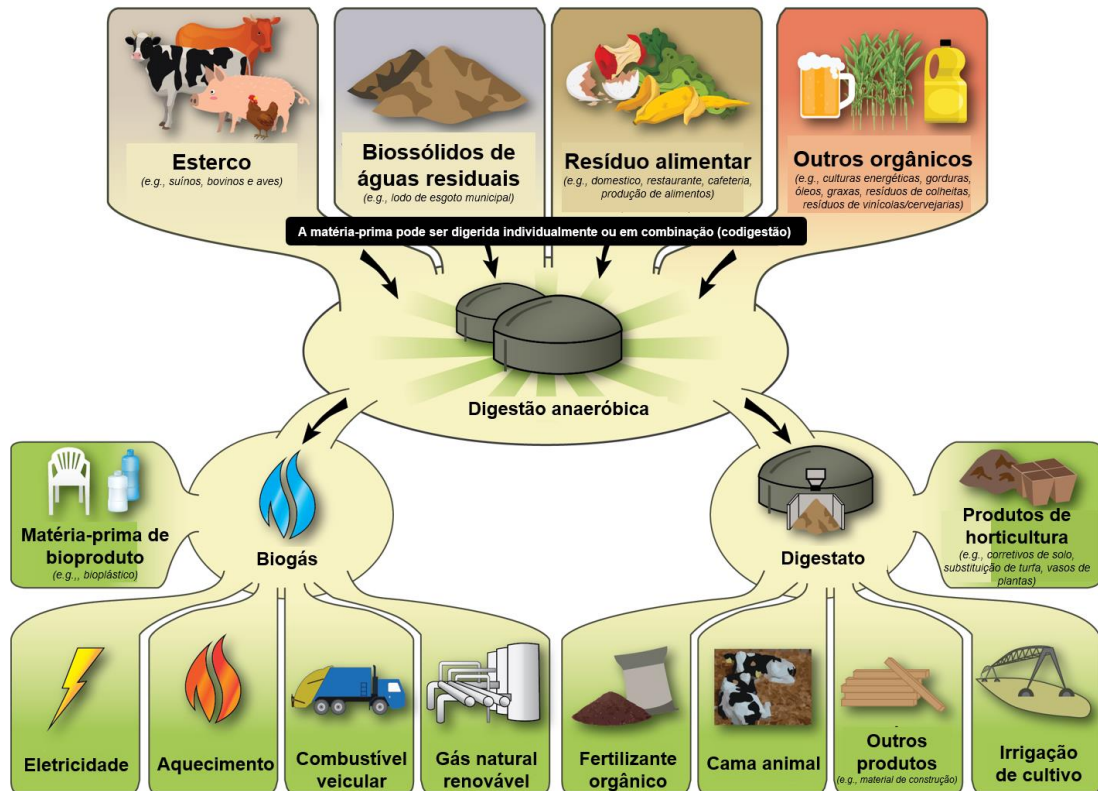 Esterco
(e.g., suínos, bovinos e aves)
Biossólidos de
águas residuais
(e.g., lodo de esgoto municipal)
Resíduo alimentar
(e.g., domestico, restaurante, cafeteria,
produção de alimentos)
Outros orgânicos
(e.g., culturas energéticas, gorduras,
óleos, graxas, resíduos de colheitas,
resíduos de vinícolas/cervejarias)
A matéria-prima pode ser digerida individualmente ou em combinação (codigestão)
Digestão anaeróbica
Matéria-prima de
bioproduto
(e.g.,, bioplástico)
Biogás
Digestato
Produtos de
horticultura
(e.g., corretivos de solo,
substituição de turfa, vasos de
plantas)
Eletricidade
Aquecimento
Combustível
veicular
Gás natural
renovável
Fertilizante
orgânico
Cama animal
Outros
produtos
(e.g., material de construção)
Irrigação
de cultivo